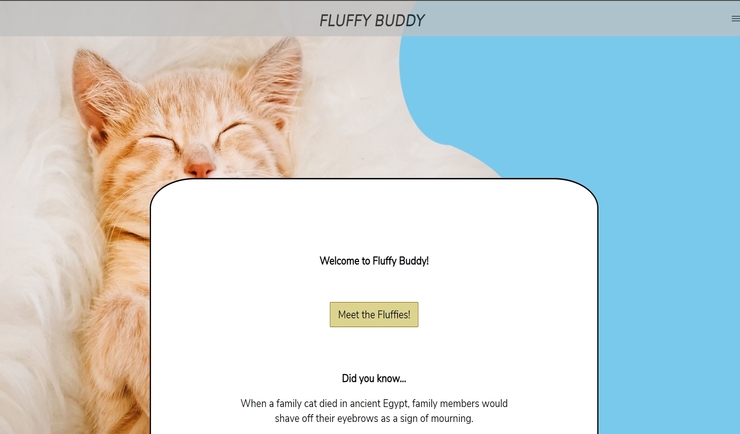 FLUFFY BUDDY
Welcome to Fluffy Buddy!
Meet the Fluffies!
Did you know...
When a family cat died in ancient Egypt, family members would
shave off their eyebrows as a sign of mourning.